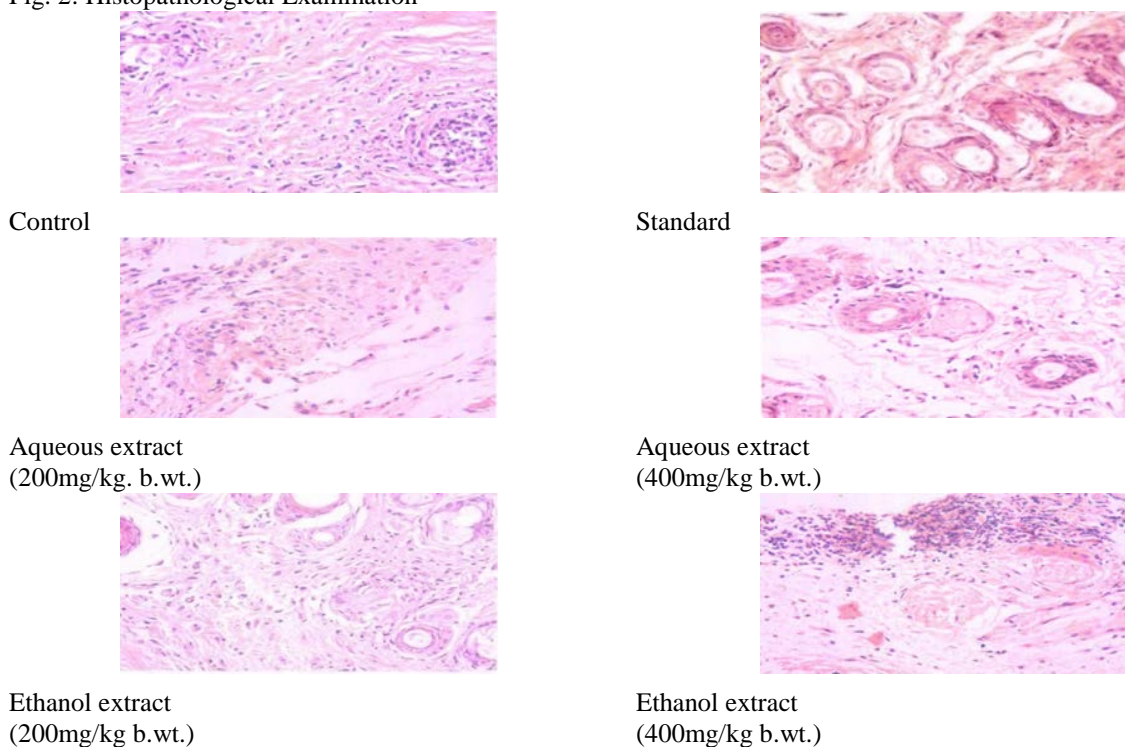 Fig. 2. Histopathological Examination
Control
Standard
Aqueous extract
(200mg/kg. b.wt.)
Aqueous extract
(400mg/kg b.wt.)
Ethanol extract
(200mg/kg b.wt.)
Ethanol extract
(400mg/kg b.wt.)